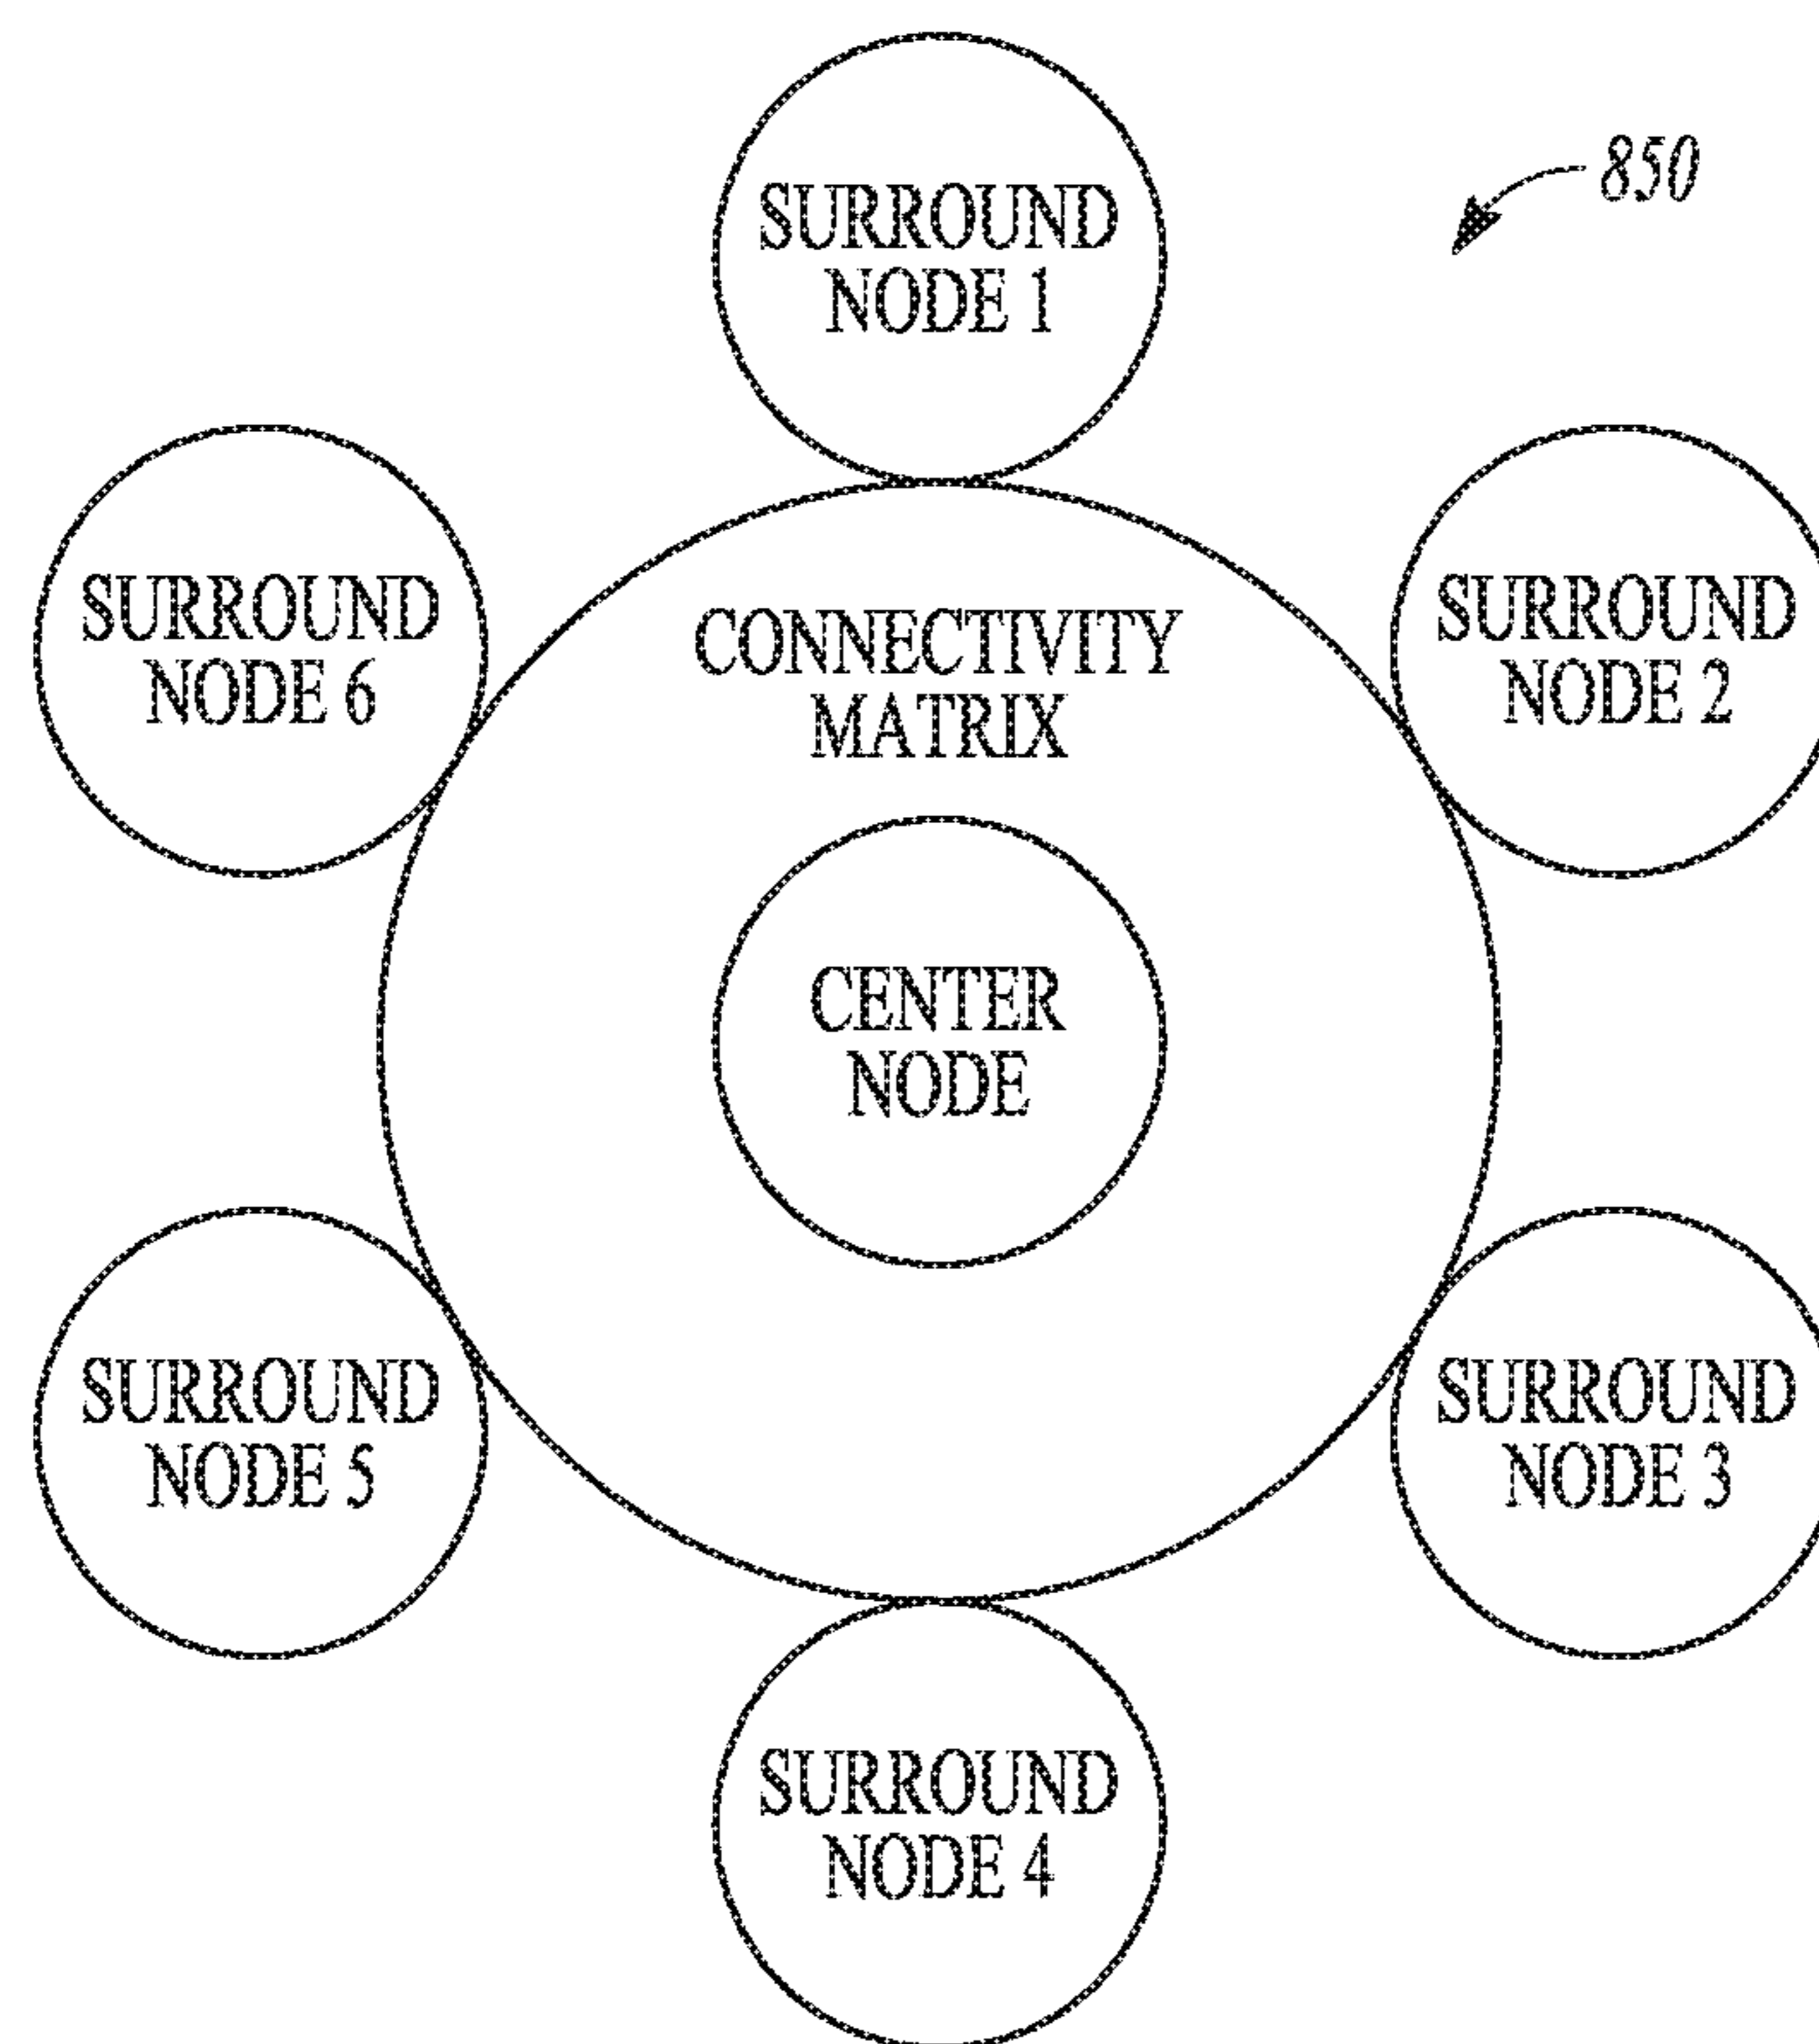 850
SURROUND
NODE 1
SURROUND
NODE 6
SURROUND
NODE 2
CONNECTIVITY
MATRIX
CENTER
NODE
SURROUND
NODE 5
SURROUND
NODE 3
SURROUND
NODE 4